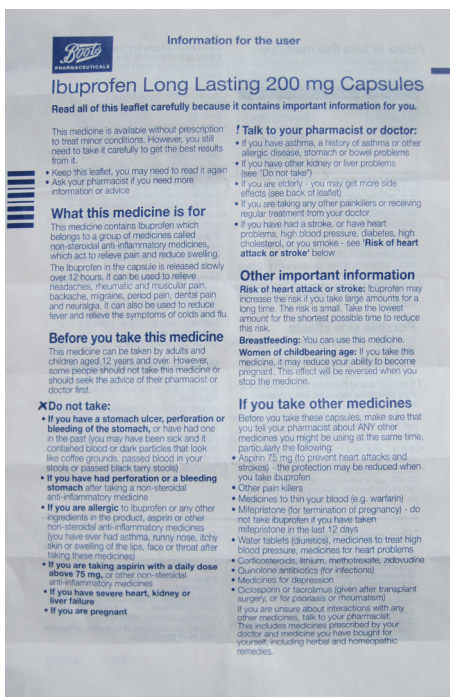 Information for the user
Boots
PHARMACEUTICALS
Ibuprofen Long Lasting 200 mg Capsules
Read all of this leaflet carefully because it contains important information for you.
This medicine is available without prescription
to treat minor conditions. However, you still
need to take it carefully to get the best results
from it.
• Keep this leaflet, you may need to read it again
• Ask your pharmacist if you need more
information or advice
What this medicine is for
This medicine contains Ibuprofen which
belongs to a group of medicines called
non-steroidal anti-inflammatory medicines,
which act to relieve pain and reduce swelling.
The Ibuprofen in the capsule is released slowly
over 12 hours. It can be used to relieve
headaches, rheumatic and muscular pain,
backache, migraine, period pain, dental pain
and neuralgia. It can also be used to reduce
fever and relieve the symptoms of colds and flu.
Before you take this medicine
This medicine can be taken by adults and
children aged 12 years and over. However,
some people should not take this medicine or
should seek the advice of their pharmacist or
doctor first.
✗Do not take:
• If you have a stomach ulcer, perforation or
bleeding of the stomach, or have had one
in the past (you may have been sick and it
contained blood or dark particles that look
like coffee grounds, passed blood in your
stools or passed black tarry stools)
• If you have had perforation or a bleeding
stomach after taking a non-steroidal
anti-inflammatory medicine
• If you are allergic to ibuprofen or any other
ingredients in the product, aspirin or other
non-steroidal anti-inflammatory medicines
(you have ever had asthma, runny nose, itchy
skin or swelling of the lips, face or throat after
taking these medicines)
• If you are taking aspirin with a daily dose
above 75 mg, or other non-steroidal
anti-inflammatory medicines
• If you have severe heart, kidney or
liver failure
• If you are pregnant
! Talk to your pharmacist or doctor:
• If you have asthma, a history of asthma or other
allergic disease, stomach or bowel problems
• If you have other kidney or liver problems
(see "Do not take")
• If you are elderly - you may get more side
effects (see back of leaflet)
• If you are taking any other painkillers or receiving
regular treatment from your doctor
• If you have had a stroke, or have heart
problems, high blood pressure, diabetes, high
cholesterol, or you smoke - see 'Risk of heart
attack or stroke' below
Other important information
Risk of heart attack or stroke: Ibuprofen may
increase the risk if you take large amounts for a
long time. The risk is small. Take the lowest
amount for the shortest possible time to reduce
this risk.
Breastfeeding: You can use this medicine.
Women of childbearing age: If you take this
medicine, it may reduce your ability to become
pregnant. This effect will be reversed when you
stop the medicine.
If you take other medicines
Before you take these capsules, make sure that
you tell your pharmacist about ANY other
medicines you might be using at the same time,
particularly the following:
• Aspirin 75 mg (to prevent heart attacks and
strokes) - the protection may be reduced when
you take ibuprofen
• Other pain killers
• Medicines to thin your blood (e.g. warfarin)
• Mifepristone (for termination of pregnancy) - do
not take ibuprofen if you have taken
mifepristone in the last 12 days
• Water tablets (diuretics), medicines to treat high
blood pressure, medicines for heart problems
• Corticosteroids, lithium, methotrexate, zidovudine
• Quinolone antibiotics (for infections)
• Medicines for depression
• Ciclosporin or tacrolimus (given after transplant
surgery, or for psoriasis or rheumatism)
If you are unsure about interactions with any
other medicines, talk to your pharmacist.
This includes medicines prescribed by your
doctor and medicine you have bought for
yourself, including herbal and homeopathic
remedies.